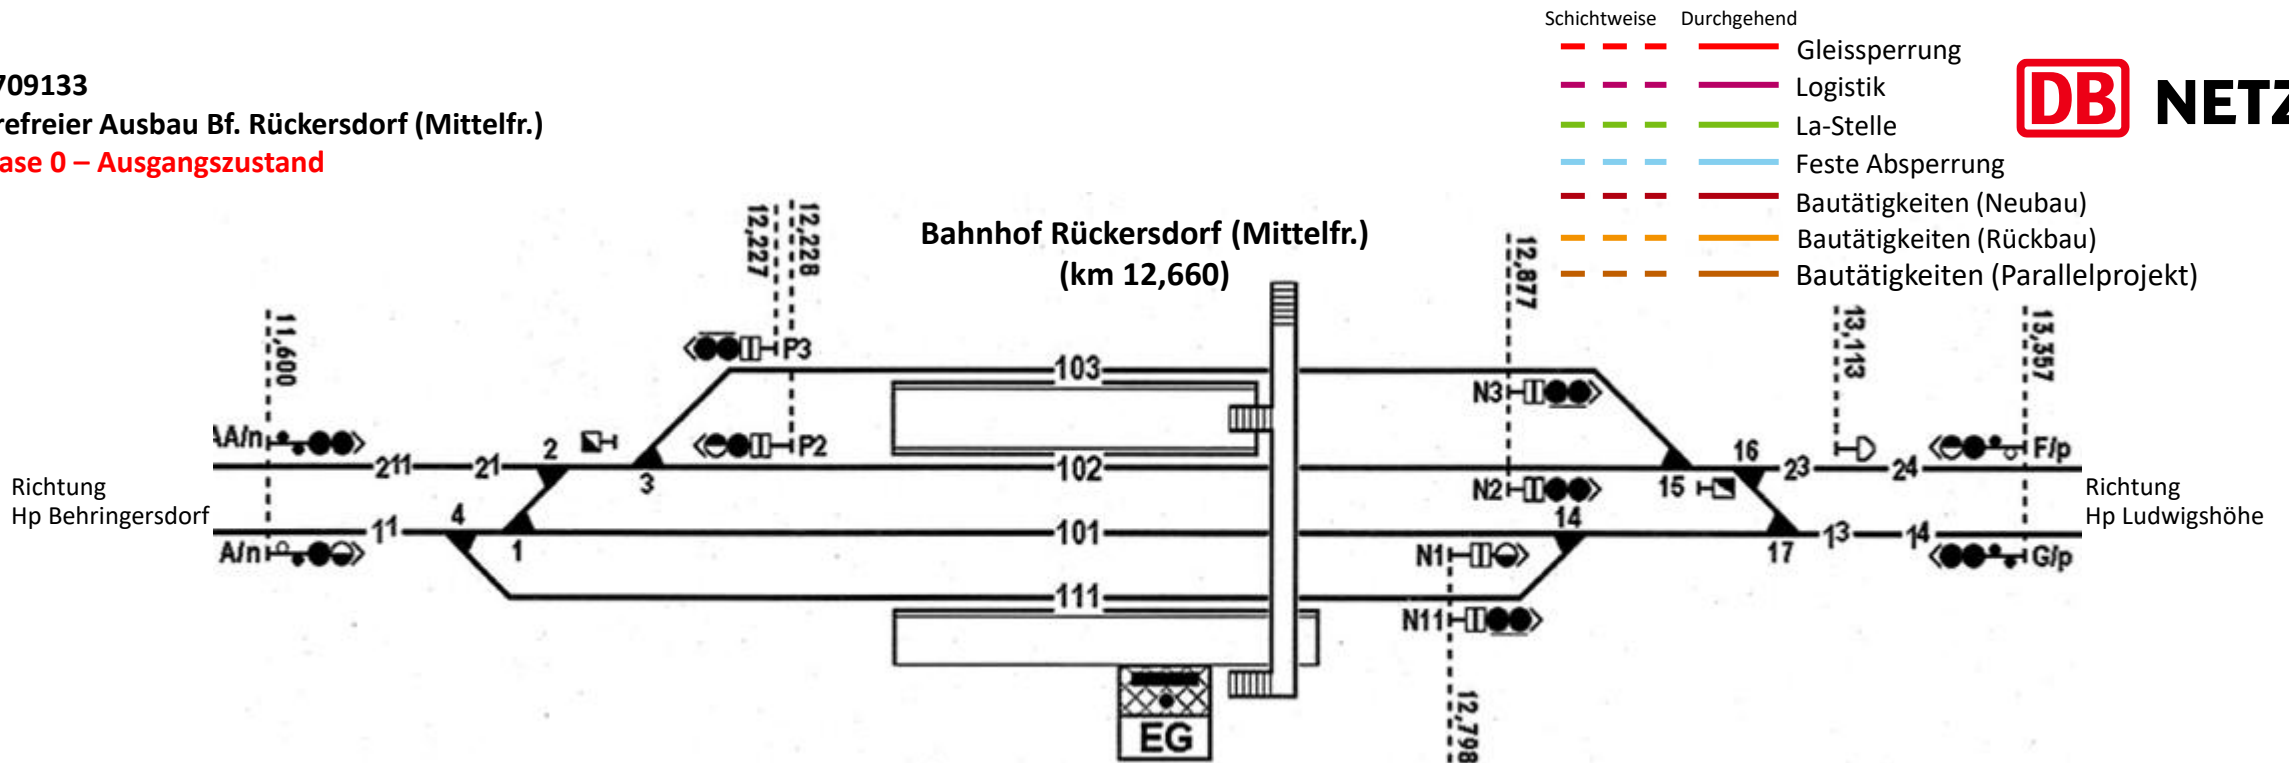 Schichtweise Durchgehend
Gleissperrung
Logistik
La-Stelle
Feste Absperrung
Bautätigkeiten (Neubau)
Bautätigkeiten (Rückbau)
Bautätigkeiten (Parallelprojekt)
DB NETZ
709133
refreier Ausbau Bf. Rückersdorf (Mittelfr.)
ase 0 – Ausgangszustand
Bahnhof Rückersdorf (Mittelfr.)
(km 12,660)
11,600
12,227
12,228
12,877
13,113
13,357
P3
103
N3
AA/n
2
P2
16
F/p
211 21
3
102
23 24
Richtung
Hp Behringersdorf
N2
15
Richtung
Hp Ludwigshöhe
4
14
11
101
13 14
A/n
1
N1
17
G/p
111
N11
12,798
EG